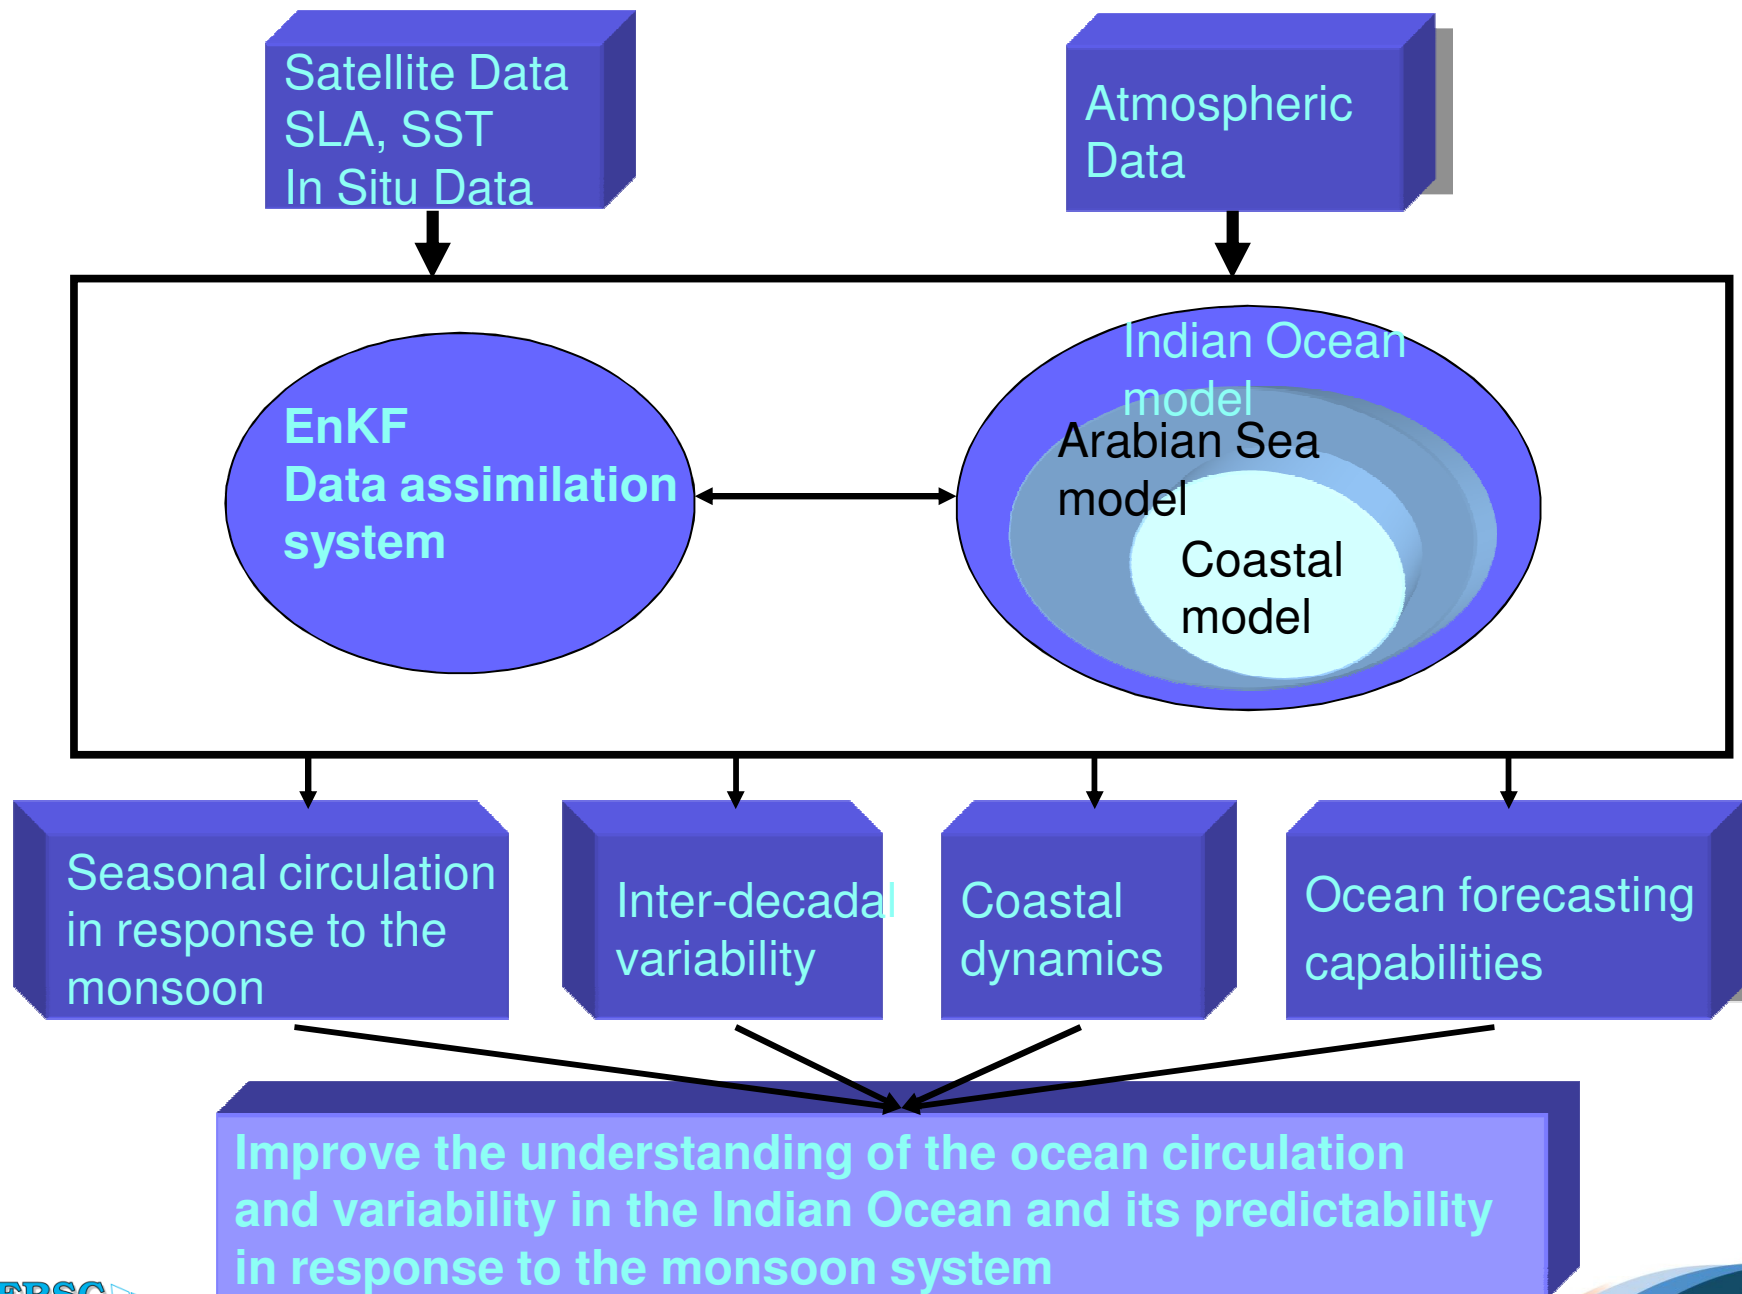 Satellite Data
SLA, SST
In Situ Data
Atmospheric
Data
EnKF
Data assimilation
system
Indian Ocean
model
Arabian Sea
model
Coastal
model
Seasonal circulation
in response to the
monsoon
Inter-decadal
variability
Coastal
dynamics
Ocean forecasting
capabilities
Improve the understanding of the ocean circulation
and variability in the Indian Ocean and its predictability
in response to the monsoon system